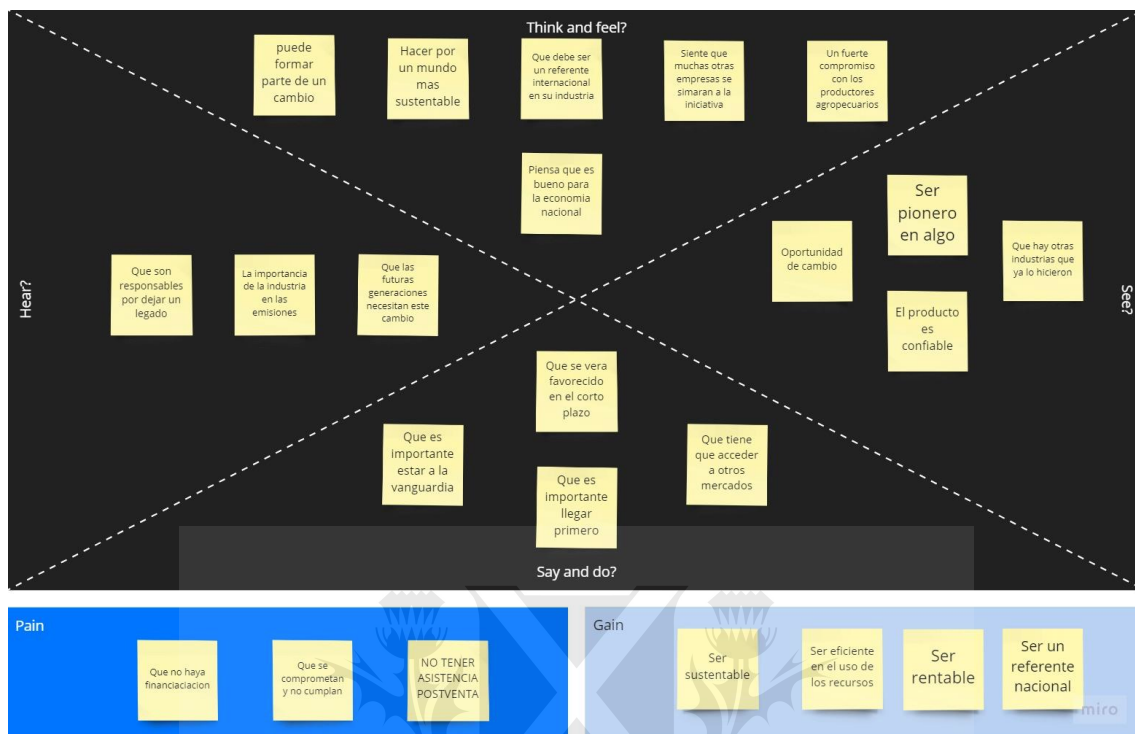 Think and feel?
puede
formar
parte de un
cambio
Hacer por
un mundo
mas
sustentable
Que debe ser
un referente
internacional
en su industria
Siente que
muchas otras
empresas se
simaran a la
iniciativa
Un fuerte
compromiso
con los
productores
agropecuarios
Piensa que es
bueno para
la economia
nacional
Hear?
Que son
responsables
por dejar un
legado
La importancia
de la industria
en las
emisiones
Que las
futuras
generaciones
necesitan este
cambio
See?
Oportunidad
de cambio
Ser
pionero
en algo
Que hay otras
industrias que
ya lo hicieron
El producto
es
confiable
Que se vera
favorecido
en el corto
plazo
Que es
importante
estar a la
vanguardia
Que es
importante
llegar
primero
Que tiene
que acceder
a otros
mercados
Say and do?
Pain
Que no haya
financiaciacion
Que se
comprometan
y no cumplan
NO TENER
ASISTENCIA
POSTVENTA
Gain
Ser
sustentable
Ser eficiente
en el uso de
los recursos
Ser
rentable
Ser un
referente
nacional
miro